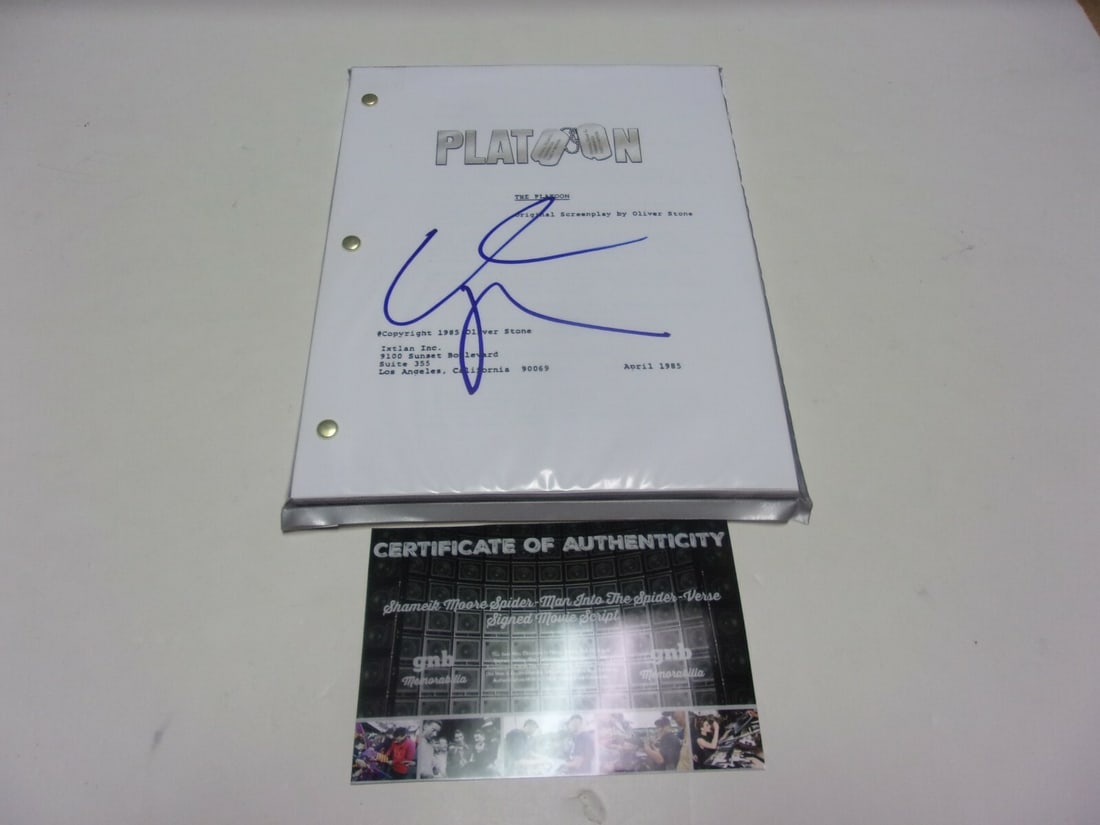 PLATOON
THE PLATOON
Original Screenplay by Oliver Stone
©Copyright 1985 Oliver Stone
Ixtlan Inc.
9100 Sunset Boulevard
Suite 355
Los Angeles, California 90069 April 1985
CERTIFICATE OF AUTHENTICITY
Shameik Moore Spider-Man Into The Spider-Verse
Signed Movie Script
gnb gnb
Memorabilia Memorabilia